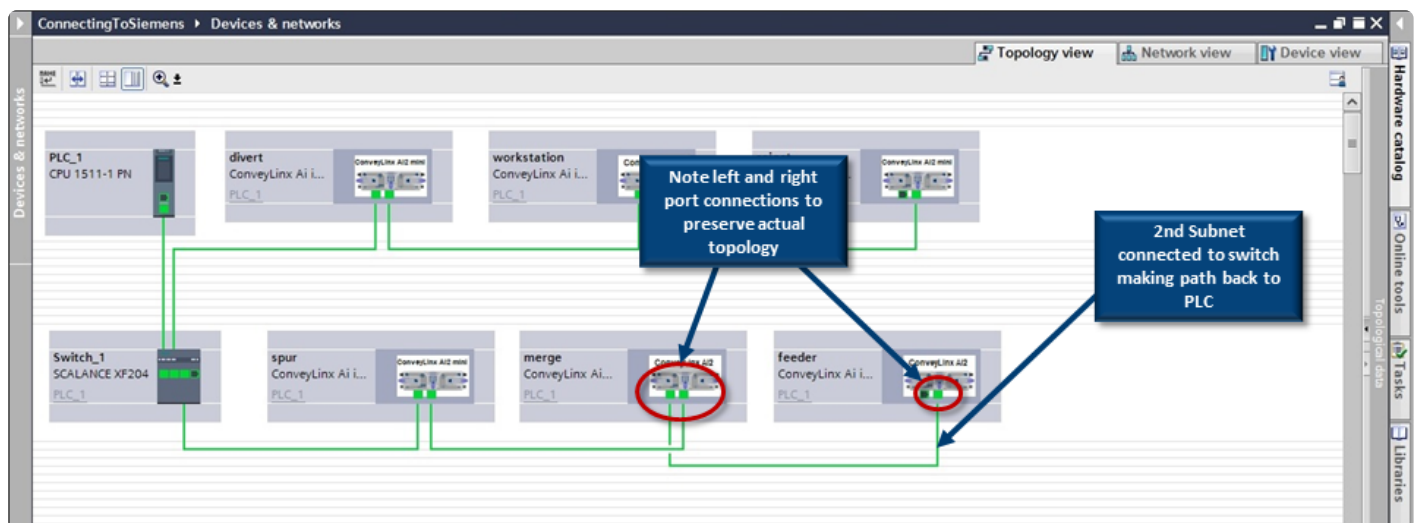 ConnectingToSiemens ▸ Devices & networks
Topology view
Network view
Device view
Devices & networks
PLC_1
CPU 1511-1 PN
divert
ConveyLinx Ai i...
PLC_1
ConveyLinx Ai2 mini
workstation
ConveyLinx Ai i...
PLC_1
ConveyLinx Ai2 mini
Note left and right
port connections to
preserve actual
topology
2nd Subnet
connected to switch
making path back to
PLC
Switch_1
SCALANCE XF204
PLC_1
spur
ConveyLinx Ai i...
PLC_1
ConveyLinx Ai2 mini
merge
ConveyLinx Ai...
PLC_1
ConveyLinx Ai2
feeder
ConveyLinx Ai i...
PLC_1
ConveyLinx Ai2
Hardware catalog
Online tools
Tasks
Libraries
Topological data